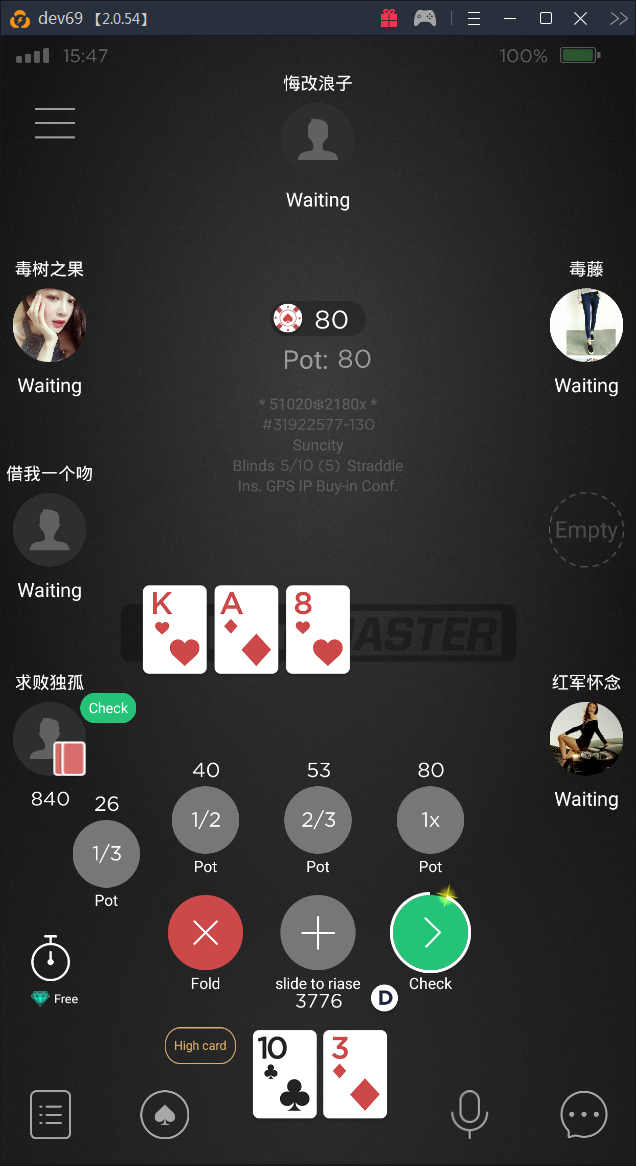 dev69 【2.0.54】
15:47
100%
悔改浪子
Waiting
毒树之果
Waiting
毒藤
Waiting
80
Pot: 80
* 51020❄2180x *
#31922577-130
Suncity
Blinds 5/10 (5) Straddle
Ins. GPS IP Buy-in Conf.
借我一个吻
Waiting
Empty
K
A
8
MASTER
求败独孤
Check
840
红军怀念
Waiting
26
1/3
Pot
40
1/2
Pot
53
2/3
Pot
80
1x
Pot
Fold
slide to riase
3776
Check
D
Free
High card
10
3